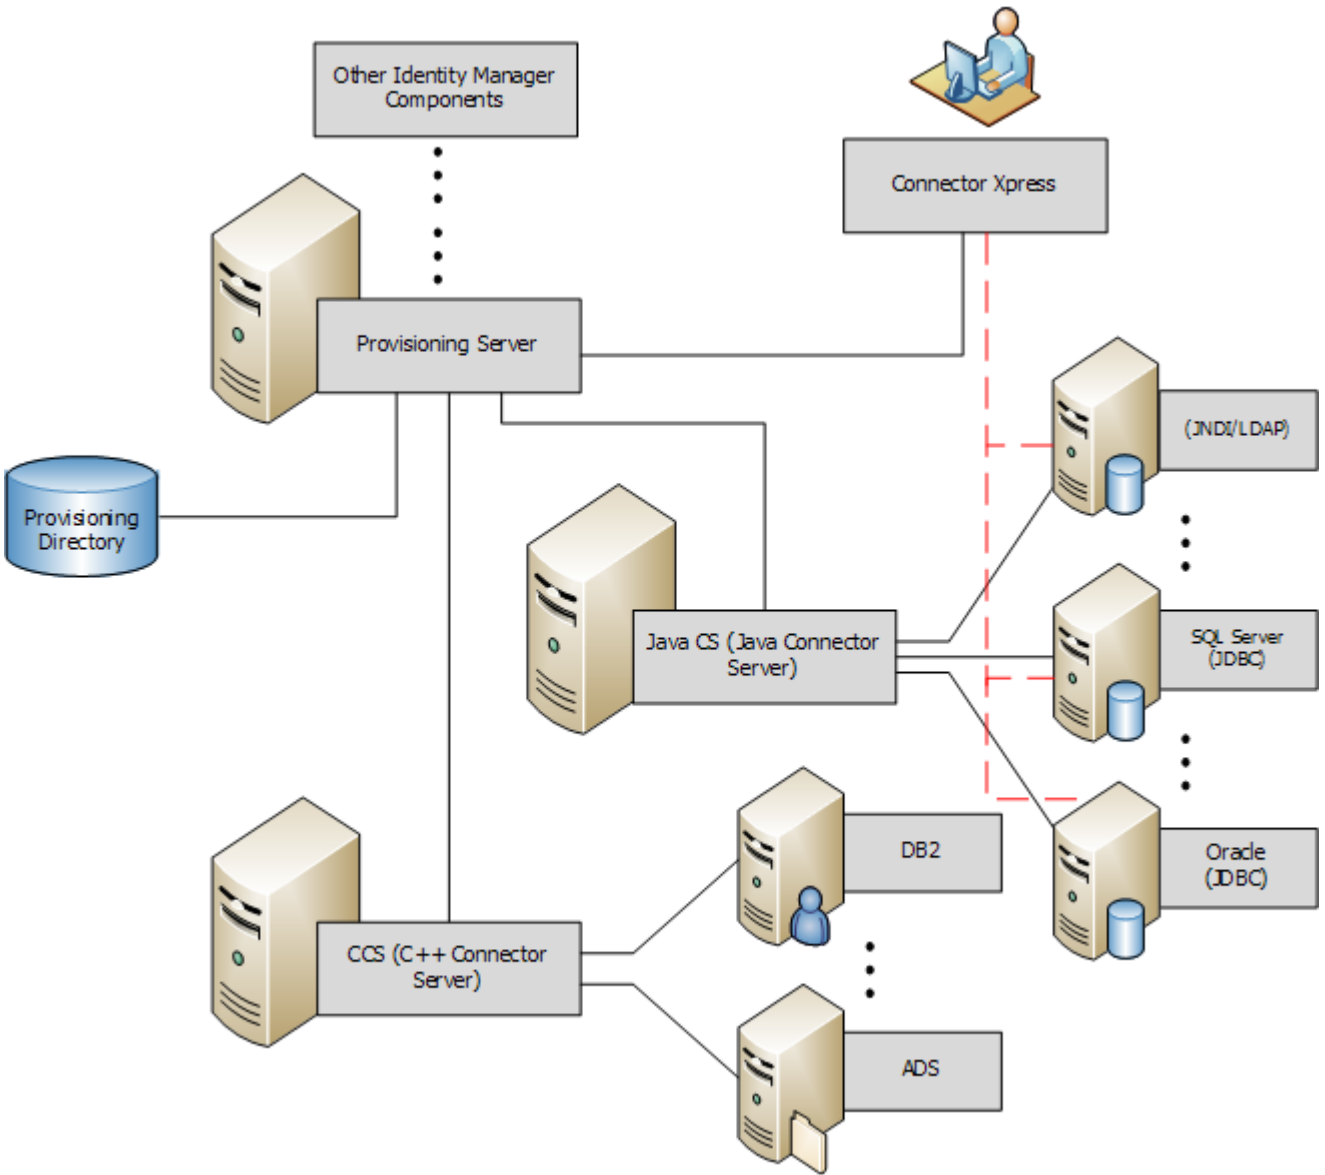 Other Identity Manager
Components
Connector Xpress
Provisioning Server
(JNDI/LDAP)
Provisioning
Directory
Java CS (Java Connector
Server)
SQL Server
(JDBC)
DB2
Oracle
(JDBC)
CCS (C++ Connector
Server)
ADS